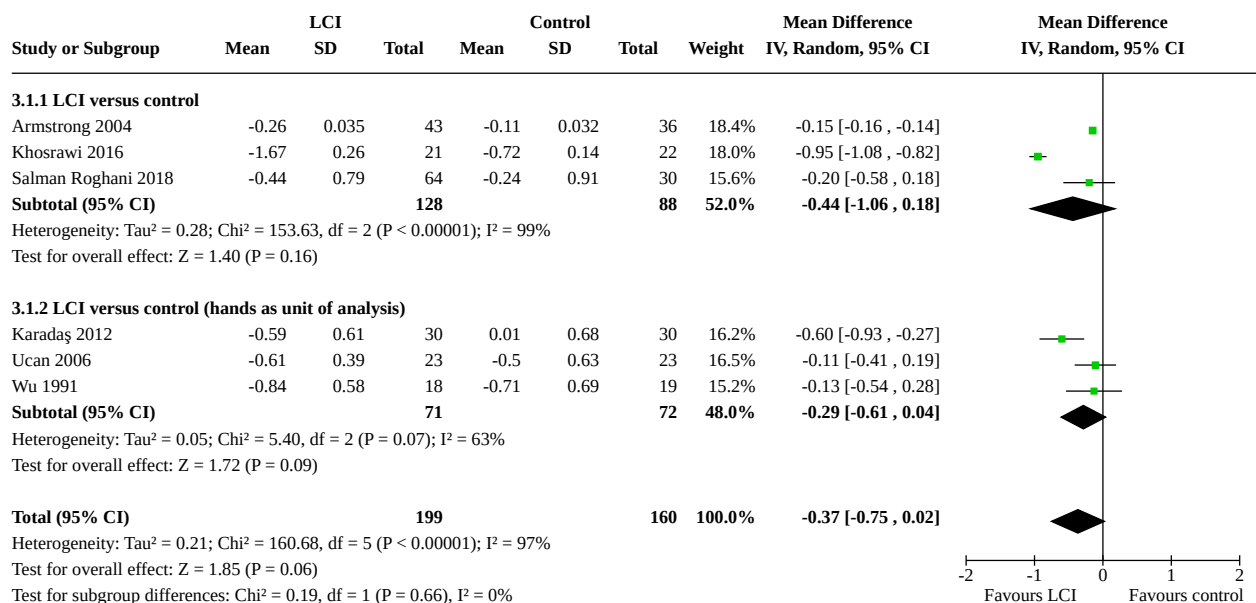 LCI Control Mean Difference Mean Difference
Study or Subgroup Mean SD Total Mean SD Total Weight IV, Random, 95% CI IV, Random, 95% CI
3.1.1 LCI versus control
Armstrong 2004 -0.26 0.035 43 -0.11 0.032 36 18.4% -0.15 [-0.16 , -0.14]
Khosrawi 2016 -1.67 0.26 21 -0.72 0.14 22 18.0% -0.95 [-1.08 , -0.82]
Salman Roghani 2018 -0.44 0.79 64 -0.24 0.91 30 15.6% -0.20 [-0.58 , 0.18]
Subtotal (95% CI) 128 88 52.0% -0.44 [-1.06 , 0.18]
Heterogeneity: Tau² = 0.28; Chi² = 153.63, df = 2 (P < 0.00001); I² = 99%
Test for overall effect: Z = 1.40 (P = 0.16)
3.1.2 LCI versus control (hands as unit of analysis)
Karadaş 2012 -0.59 0.61 30 0.01 0.68 30 16.2% -0.60 [-0.93 , -0.27]
Ucan 2006 -0.61 0.39 23 -0.5 0.63 23 16.5% -0.11 [-0.41 , 0.19]
Wu 1991 -0.84 0.58 18 -0.71 0.69 19 15.2% -0.13 [-0.54 , 0.28]
Subtotal (95% CI) 71 72 48.0% -0.29 [-0.61 , 0.04]
Heterogeneity: Tau² = 0.05; Chi² = 5.40, df = 2 (P = 0.07); I² = 63%
Test for overall effect: Z = 1.72 (P = 0.09)
Total (95% CI) 199 160 100.0% -0.37 [-0.75 , 0.02]
Heterogeneity: Tau² = 0.21; Chi² = 160.68, df = 5 (P < 0.00001); I² = 97%
Test for overall effect: Z = 1.85 (P = 0.06) -2 -1 0 1 2
Test for subgroup differences: Chi² = 0.19, df = 1 (P = 0.66), I² = 0% Favours LCI Favours control